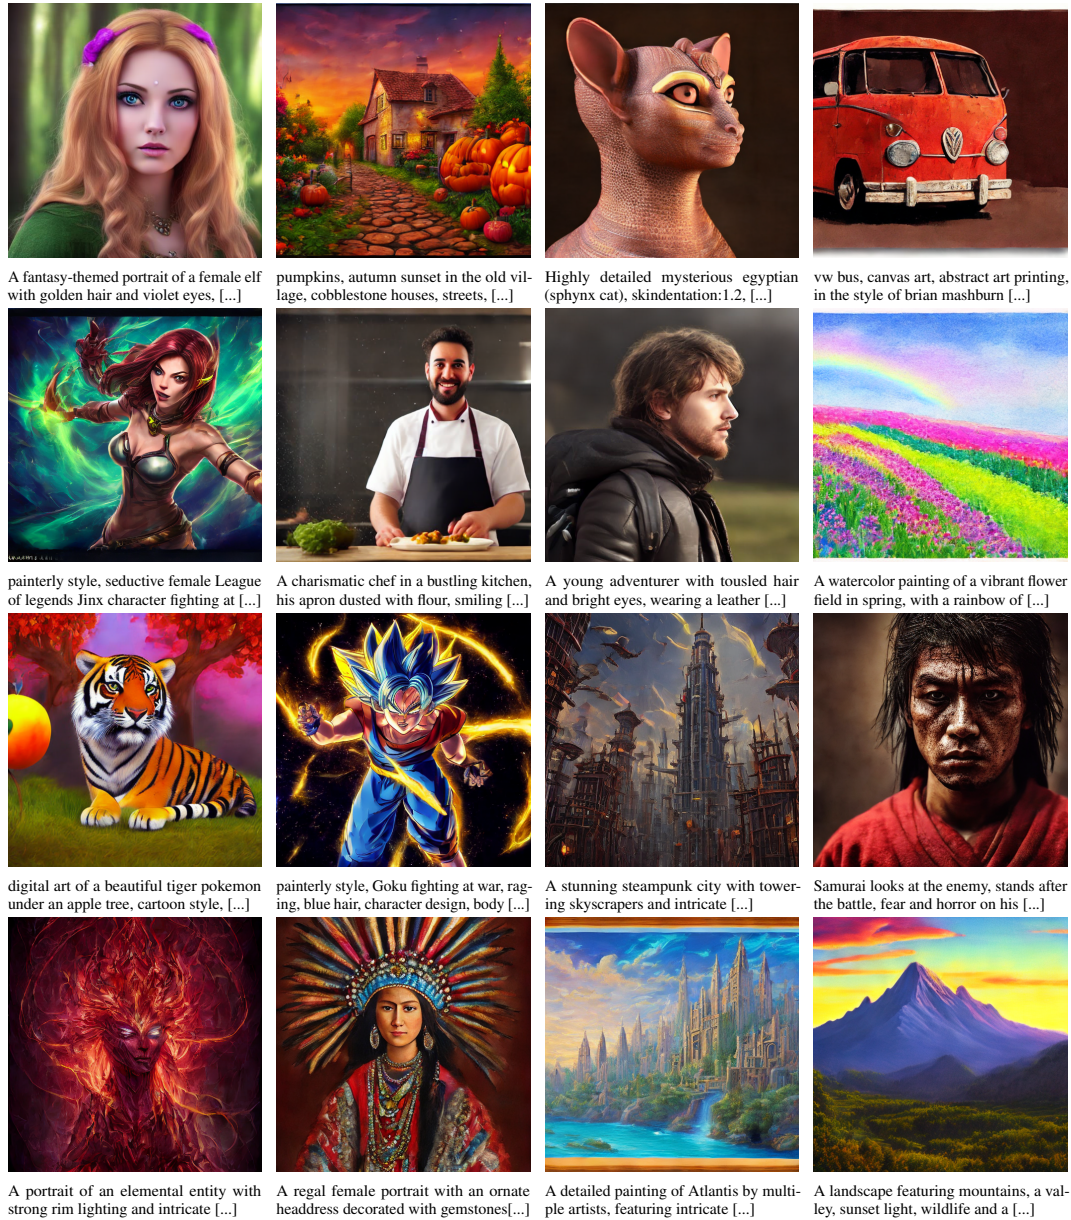 A fantasy-themed portrait of a female elf
with golden hair and violet eyes, [...]
pumpkins, autumn sunset in the old vil-
lage, cobblestone houses, streets, [...]
Highly detailed mysterious egyptian
(sphynx cat), skindentation:1.2, [...]
vw bus, canvas art, abstract art printing,
in the style of brian mashburn [...]
painterly style, seductive female League
of legends Jinx character fighting at [...]
A charismatic chef in a bustling kitchen,
his apron dusted with flour, smiling [...]
A young adventurer with tousled hair
and bright eyes, wearing a leather [...]
A watercolor painting of a vibrant flower
field in spring, with a rainbow of [...]
digital art of a beautiful tiger pokemon
under an apple tree, cartoon style, [...]
painterly style, Goku fighting at war, rag-
ing, blue hair, character design, body [...]
A stunning steampunk city with tower-
ing skyscrapers and intricate [...]
Samurai looks at the enemy, stands after
the battle, fear and horror on his [...]
A portrait of an elemental entity with
strong rim lighting and intricate [...]
A regal female portrait with an ornate
headdress decorated with gemstones[...]
A detailed painting of Atlantis by multi-
ple artists, featuring intricate [...]
A landscape featuring mountains, a val-
ley, sunset light, wildlife and a [...]